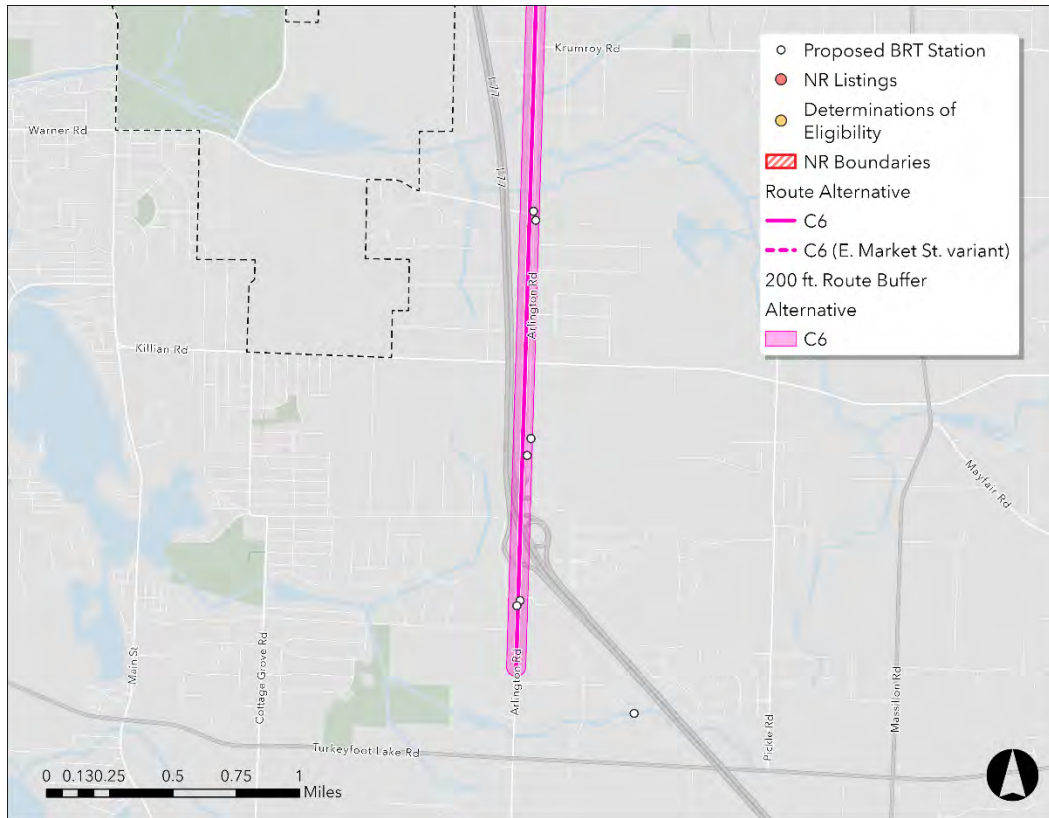 Krumroy Rd
I 77
Warner Rd
I 77
Arlington Rd
Killian Rd
Mayfair Rd
Main St
Cottage Grove Rd
Arlington Rd
Pickle Rd
Massillon Rd
Turkeyfoot Lake Rd
Proposed BRT Station
NR Listings
Determinations of
Eligibility
NR Boundaries
Route Alternative
C6
C6 (E. Market St. variant)
200 ft. Route Buffer
Alternative
C6
0 0.130.25 0.5 0.75 1
Miles